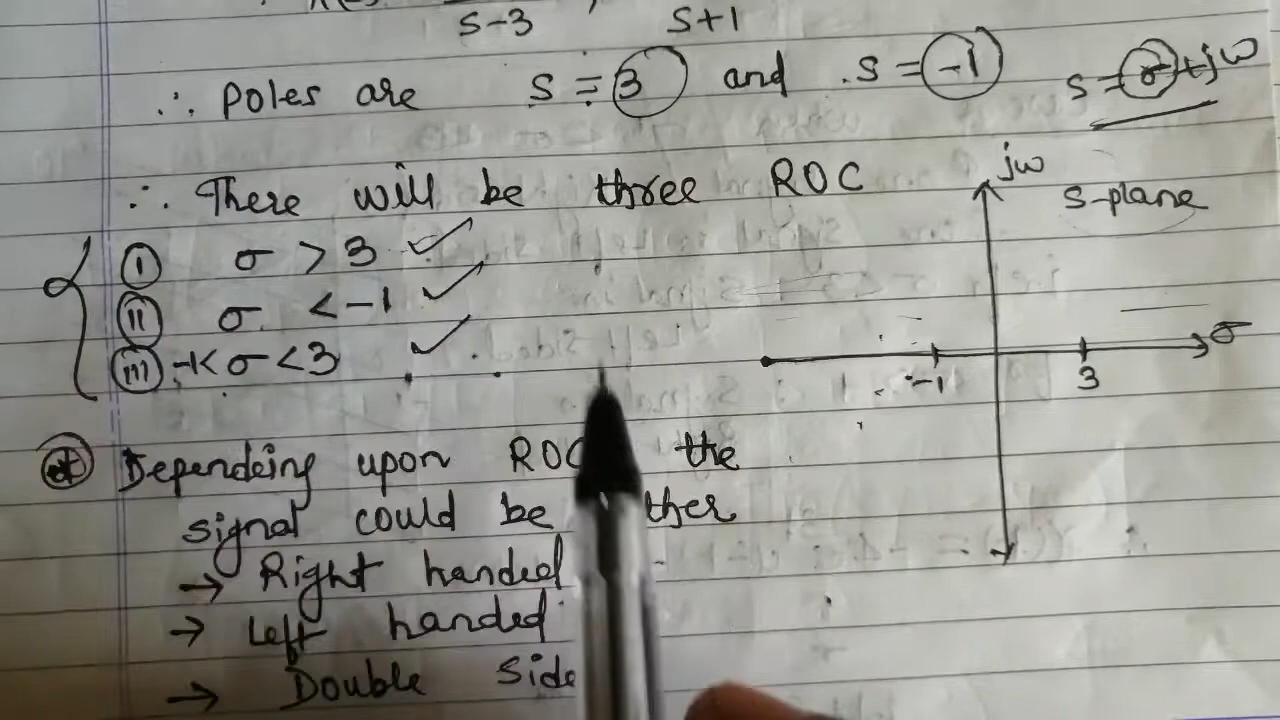 s-3 s+1
∴ poles are s = 3 and s = -1 s = σ+jω
∴ There will be three ROC
jω
s-plane
(i) σ > 3 ✓
(ii) σ < -1 ✓
(iii) -1< σ < 3 ✓
σ
-1 3
Depending upon ROC the
signal could be
→ Right handed
→ Left handed
→ Double side